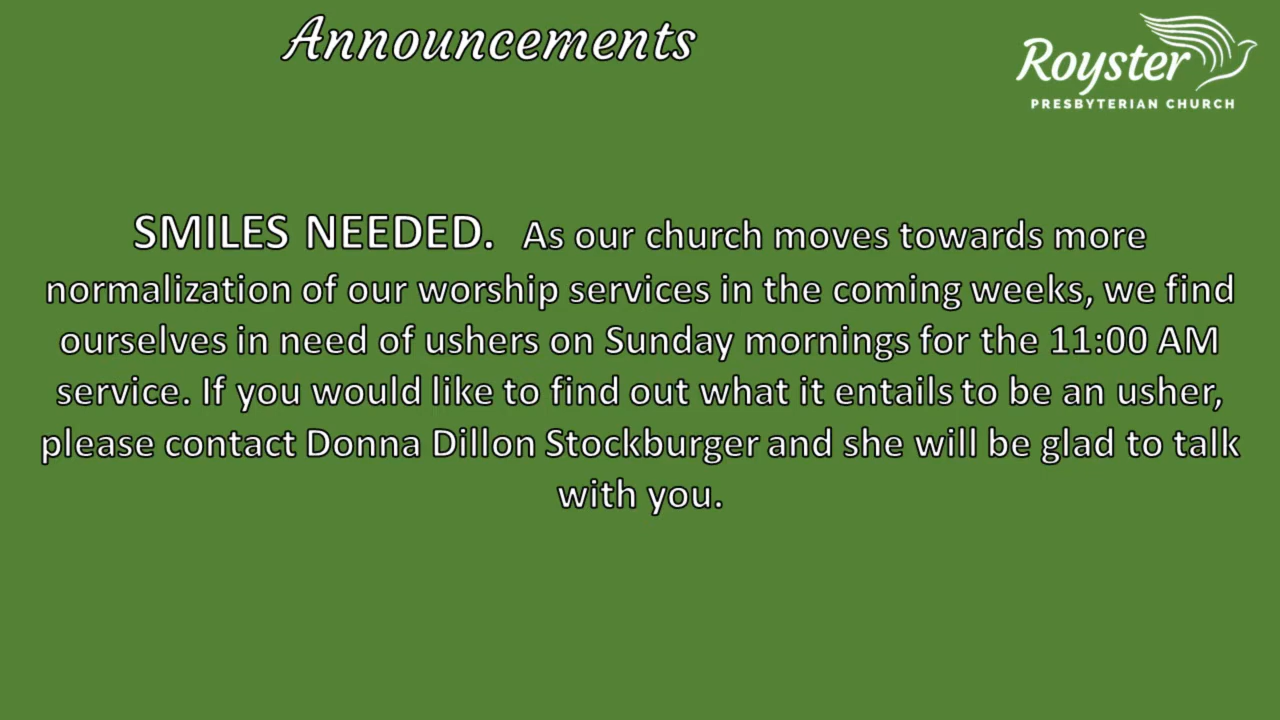 Announcements
Royster
PRESBYTERIAN CHURCH
SMILES NEEDED. As our church moves towards more
normalization of our worship services in the coming weeks, we find
ourselves in need of ushers on Sunday mornings for the 11:00 AM
service. If you would like to find out what it entails to be an usher,
please contact Donna Dillon Stockburger and she will be glad to talk
with you.